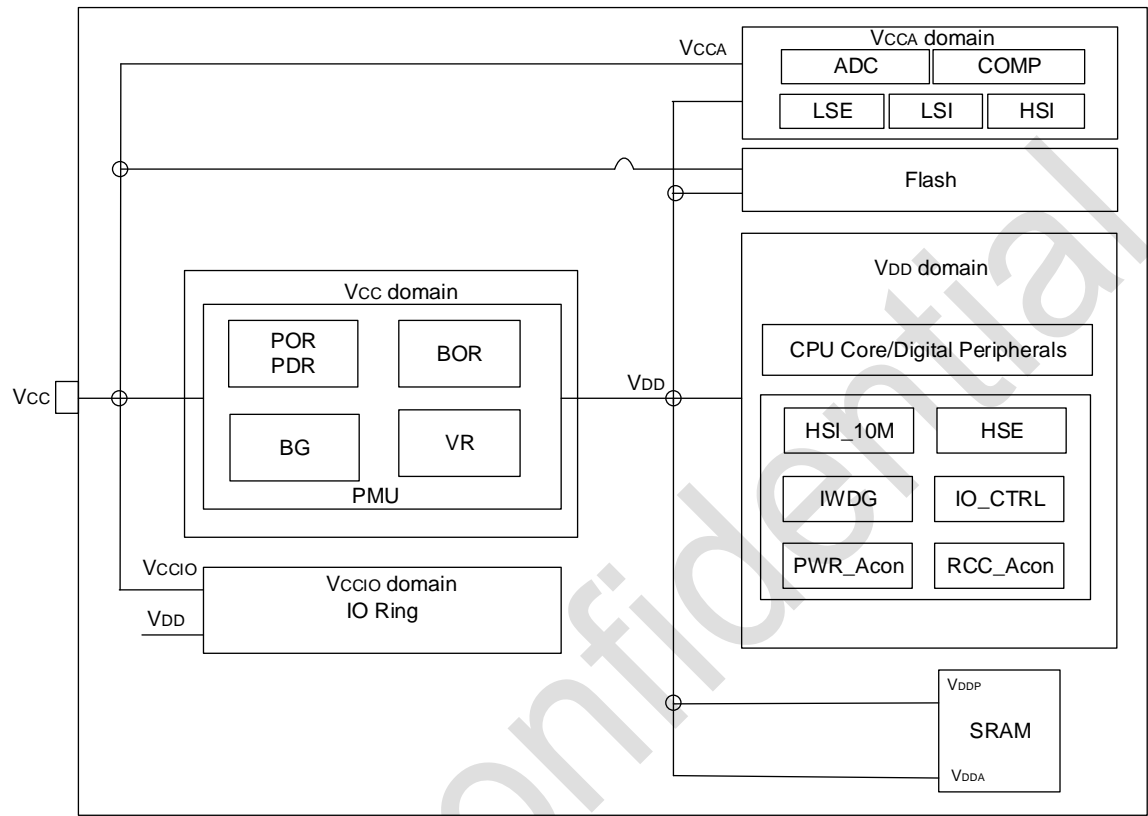 VCCA
VCCA domain
ADC
COMP
LSE
LSI
HSI
Flash
VCC domain
POR
PDR
BOR
BG
VR
PMU
VCC
VDD
VDD domain
CPU Core/Digital Peripherals
HSI_10M
HSE
IWDG
IO_CTRL
PWR_Acon
RCC_Acon
VCCIO
VCCIO domain
IO Ring
VDD
VDDP
SRAM
VDDA
onfidential